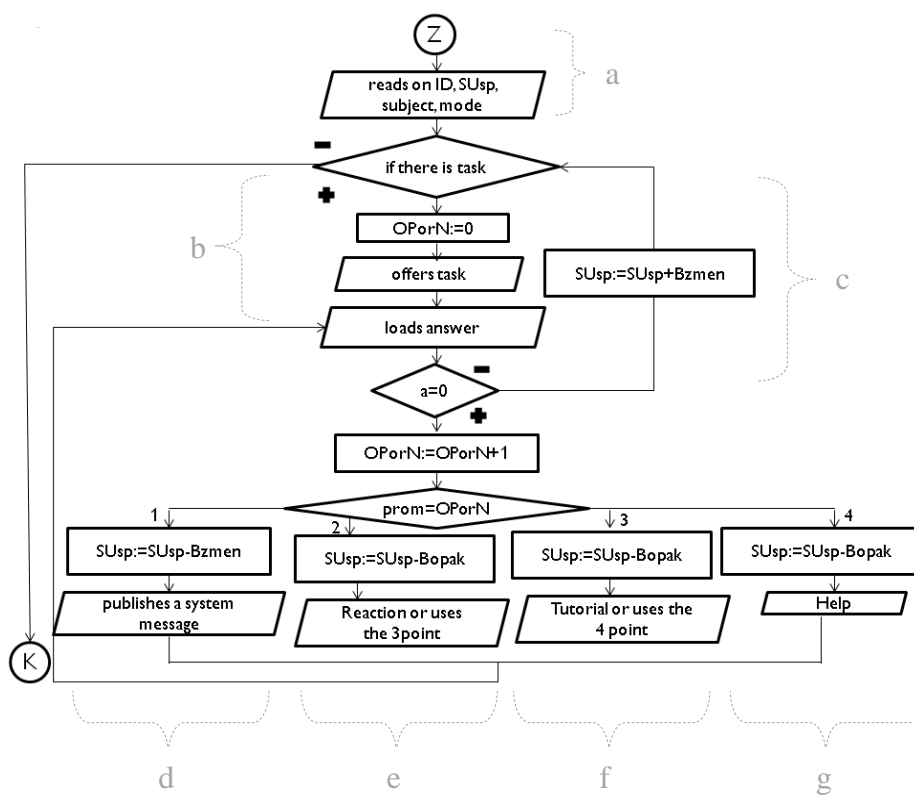 Z
a
reads on ID, SUsp,
subject, mode
if there is task
b
OPorN:=0
offers task
SUsp:=SUsp+Bzmen
c
loads answer
a=0
OPorN:=OPorN+1
prom=OPorN
1
2
3
4
SUsp:=SUsp-Bzmen
SUsp:=SUsp-Bopak
SUsp:=SUsp-Bopak
SUsp:=SUsp-Bopak
publishes a system
message
Reaction or uses
the 3point
Tutorial or uses the
4 point
Help
K
d
e
f
g